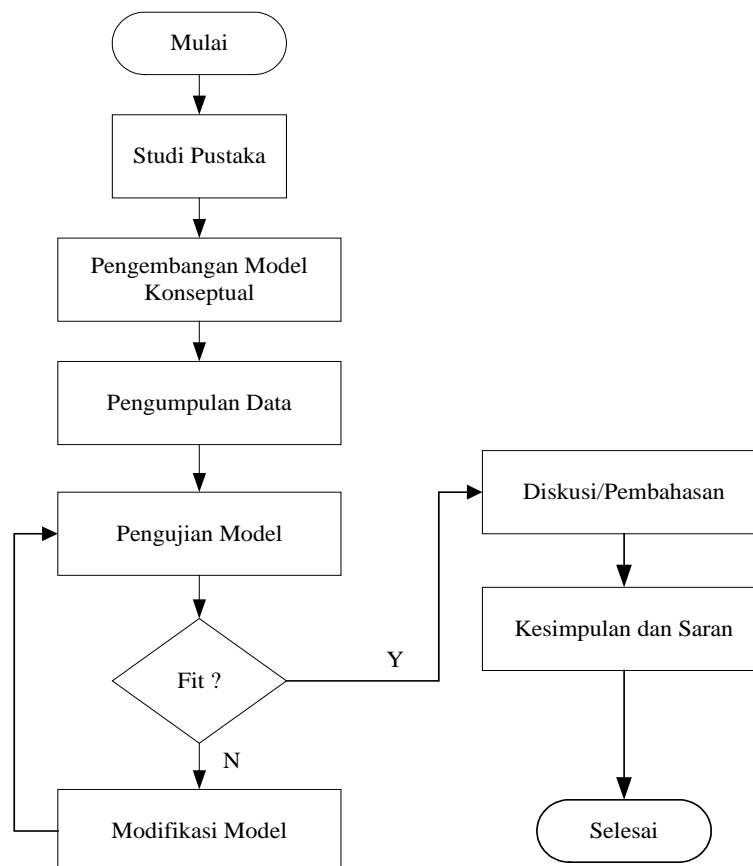 Mulai
Studi Pustaka
Pengembangan Model
Konseptual
Pengumpulan Data
Pengujian Model
Fit ?
Y
N
Modifikasi Model
Diskusi/Pembahasan
Kesimpulan dan Saran
Selesai